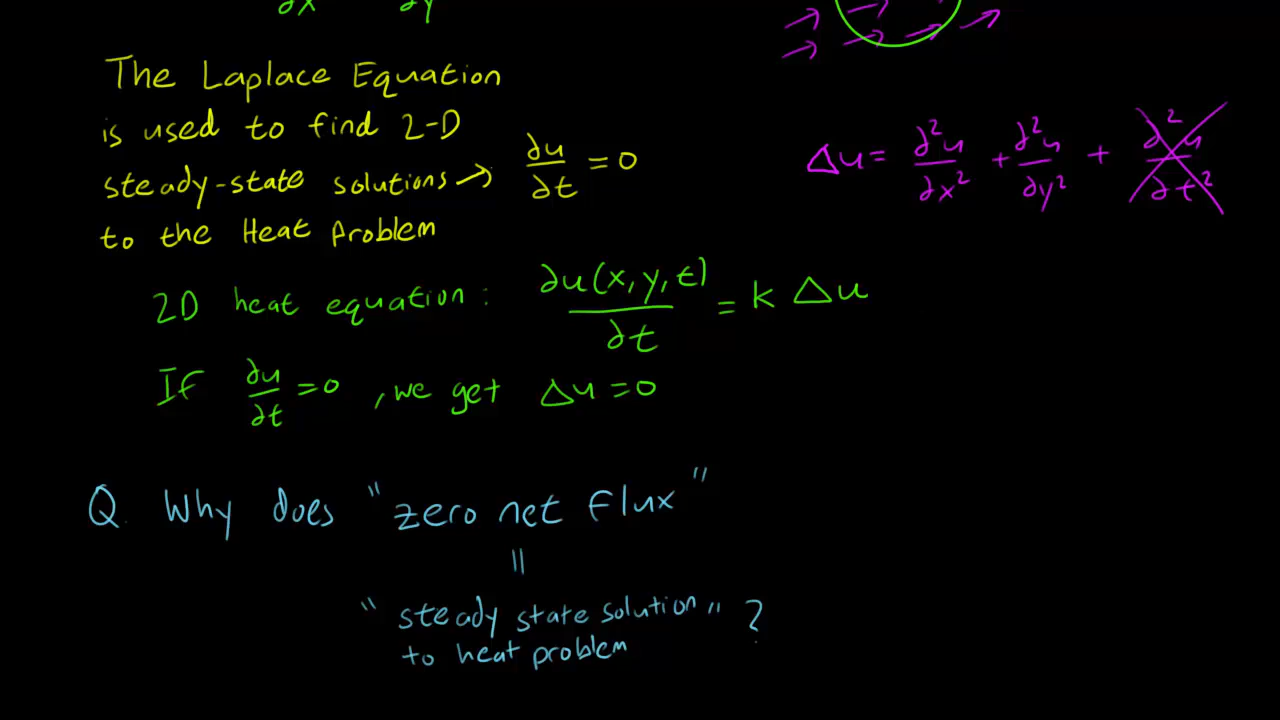 ∂x ∂y
The Laplace Equation
is used to find 2-D
steady-state solutions → ∂u/∂t = 0
to the Heat Problem
Δu = ∂²u/∂x² + ∂²u/∂y² + ∂²u/∂t²
2D heat equation: ∂u(x,y,t)/∂t = k Δu
If ∂u/∂t = 0, we get Δu = 0
Q. Why does "zero net flux"
||
"steady state solution" ?
to heat problem